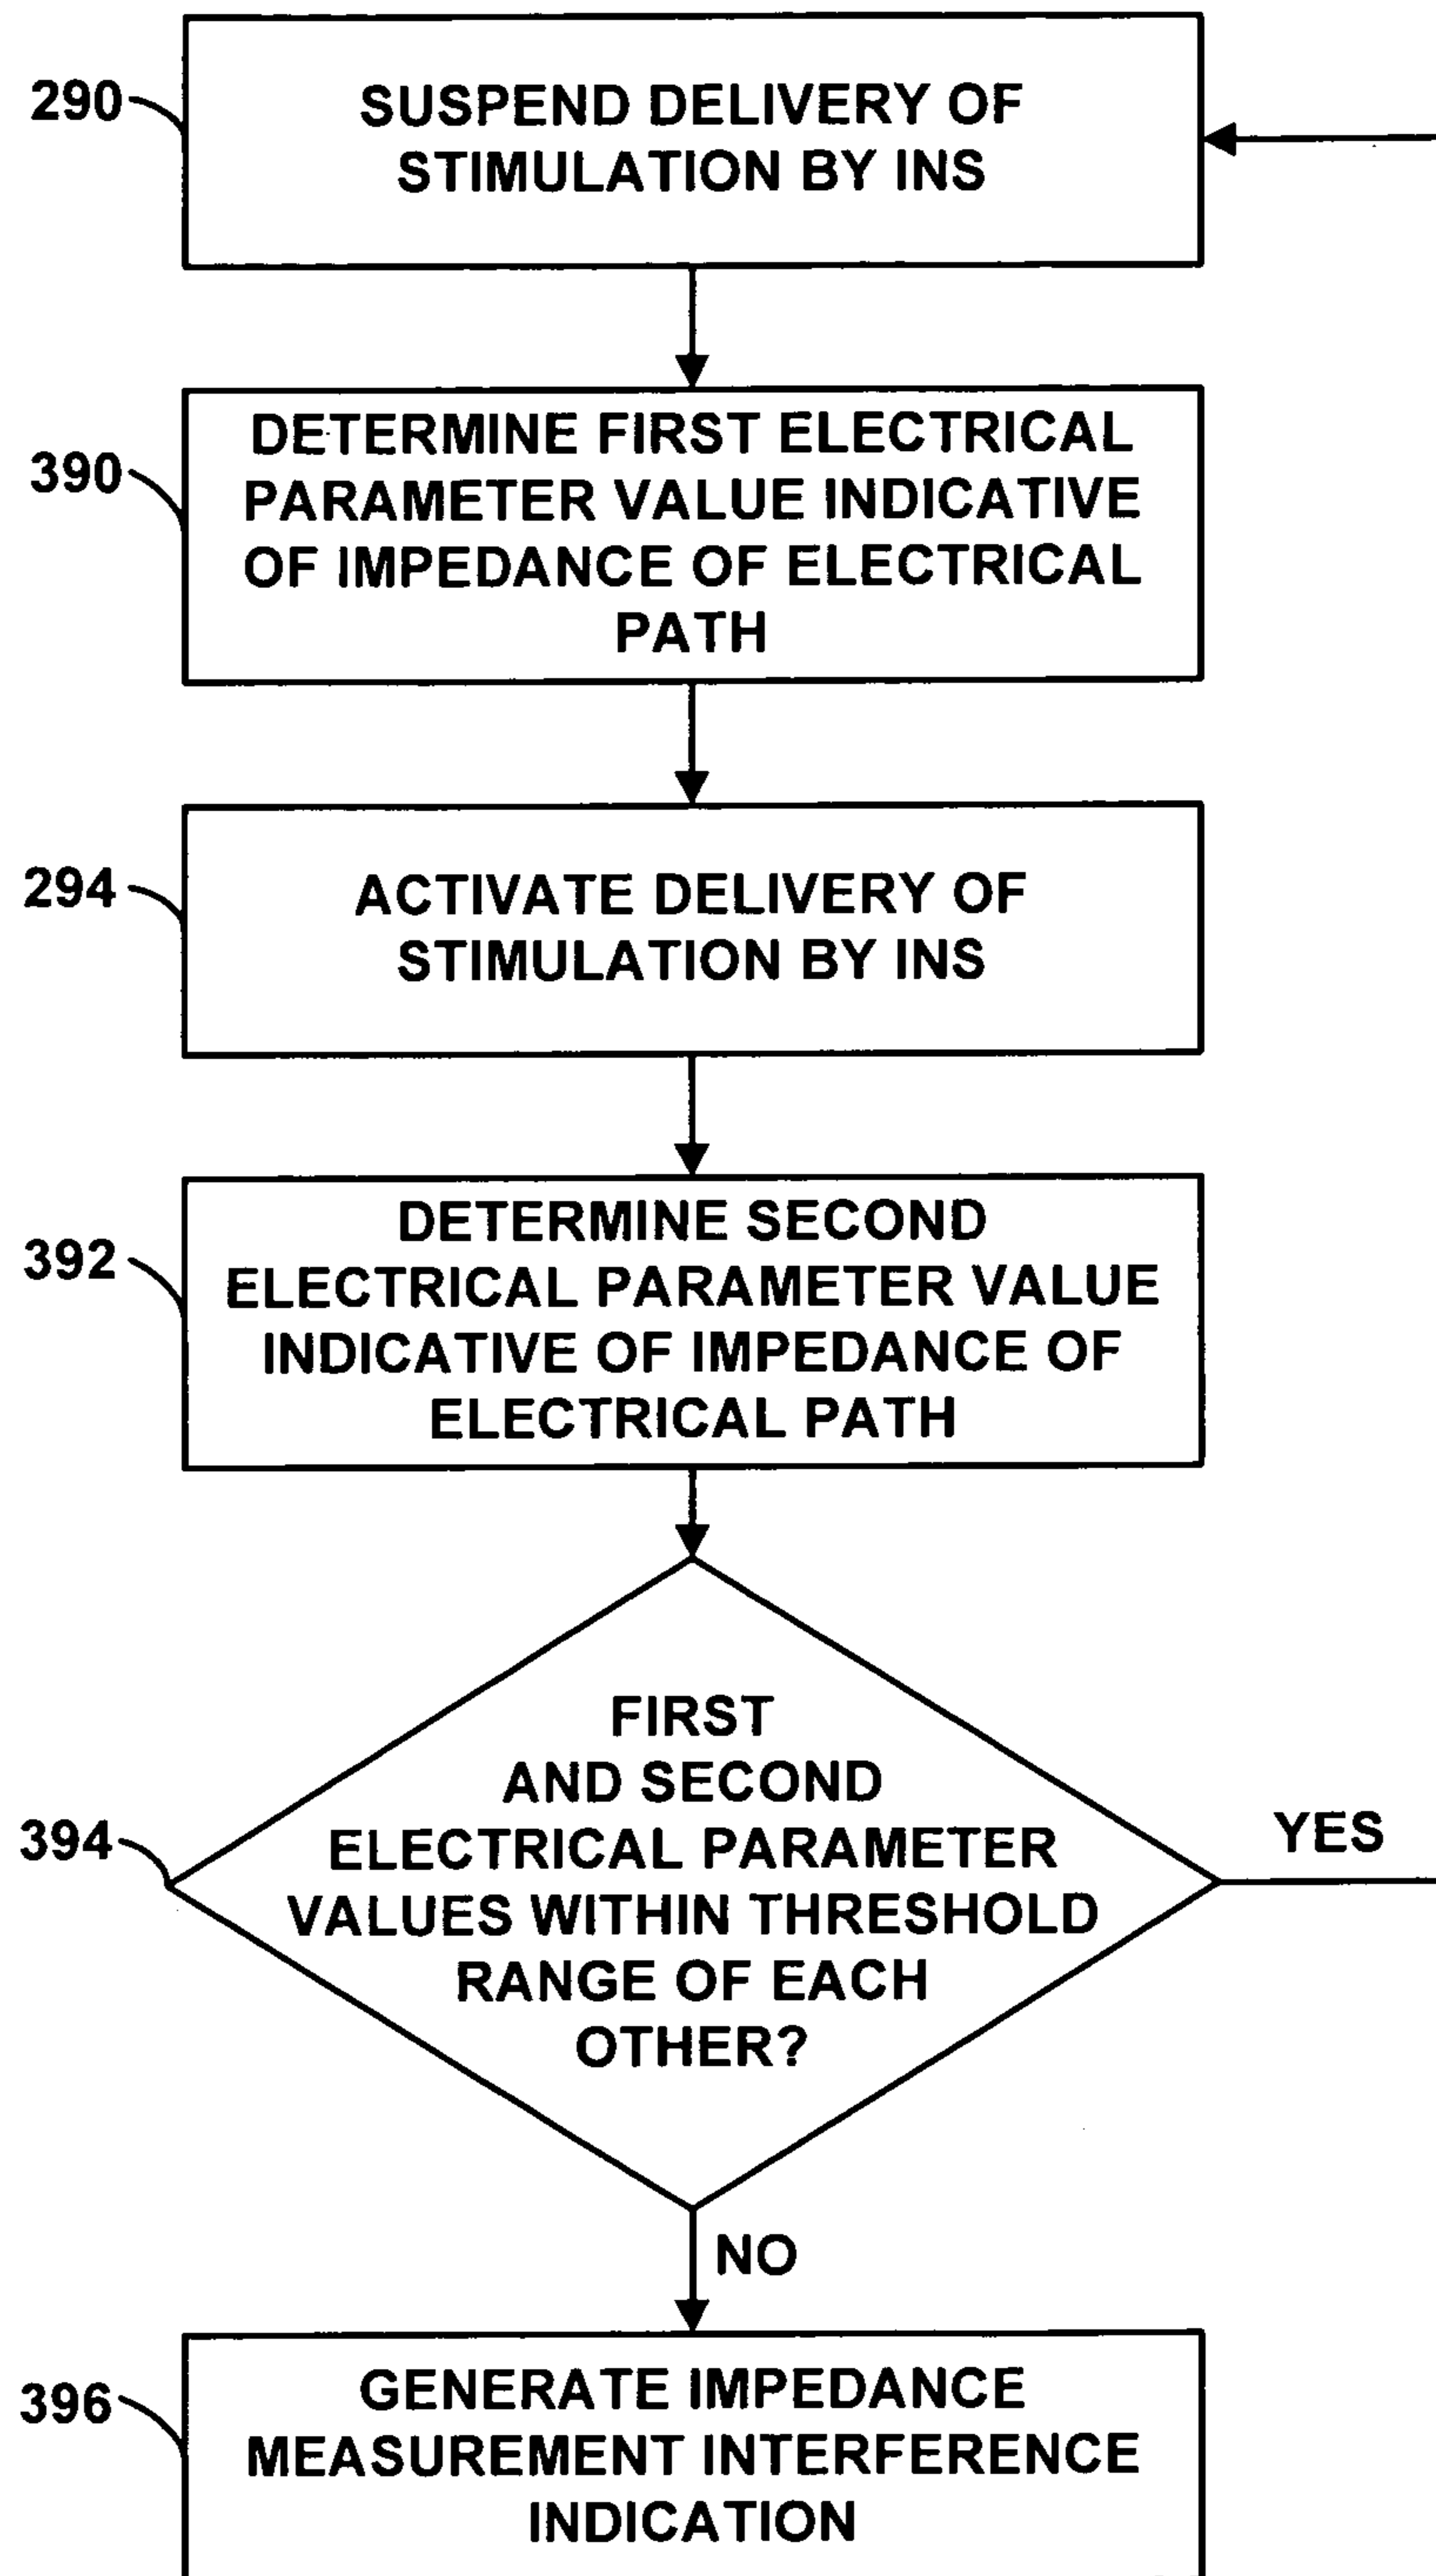 290
SUSPEND DELIVERY OF
STIMULATION BY INS
390
DETERMINE FIRST ELECTRICAL
PARAMETER VALUE INDICATIVE
OF IMPEDANCE OF ELECTRICAL
PATH
294
ACTIVATE DELIVERY OF
STIMULATION BY INS
392
DETERMINE SECOND
ELECTRICAL PARAMETER VALUE
INDICATIVE OF IMPEDANCE OF
ELECTRICAL PATH
394
FIRST
AND SECOND
ELECTRICAL PARAMETER
VALUES WITHIN THRESHOLD
RANGE OF EACH
OTHER?
YES
NO
396
GENERATE IMPEDANCE
MEASUREMENT INTERFERENCE
INDICATION